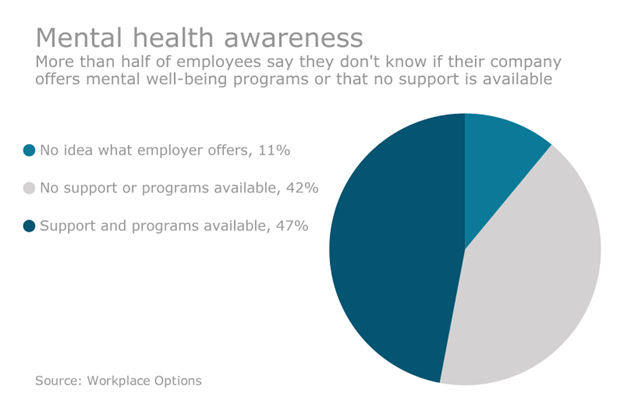 Mental health awareness
More than half of employees say they don't know if their company
offers mental well-being programs or that no support is available
No idea what employer offers, 11%
No support or programs available, 42%
Support and programs available, 47%
Source: Workplace Options